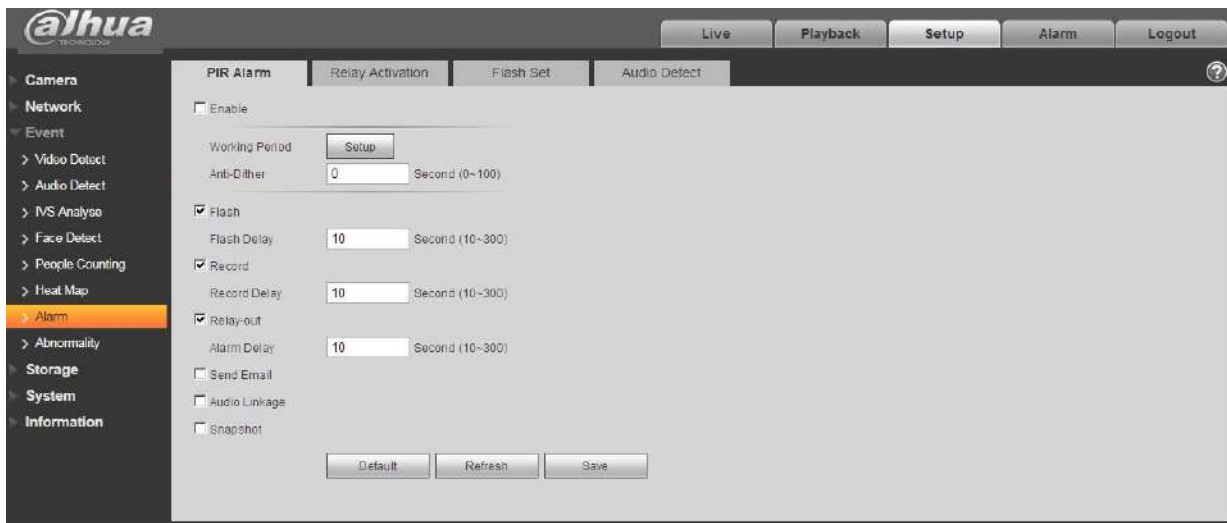 alhua
TECHNOLOGY
Live
Playback
Setup
Alarm
Logout
Camera
Network
Event
> Video Detect
> Audio Detect
> IVS Analyse
> Face Detect
> People Counting
> Heat Map
> Alarm
> Abnormality
Storage
System
Information
PIR Alarm
Relay Activation
Flash Set
Audio Detect
?
Enable
Working Period Setup
Anti-Dither 0 Second (0~100)
Flash
Flash Delay 10 Second (10~300)
Record
Record Delay 10 Second (10~300)
Relay-out
Alarm Delay 10 Second (10~300)
Send Email
Audio Linkage
Snapshot
Default
Refresh
Save